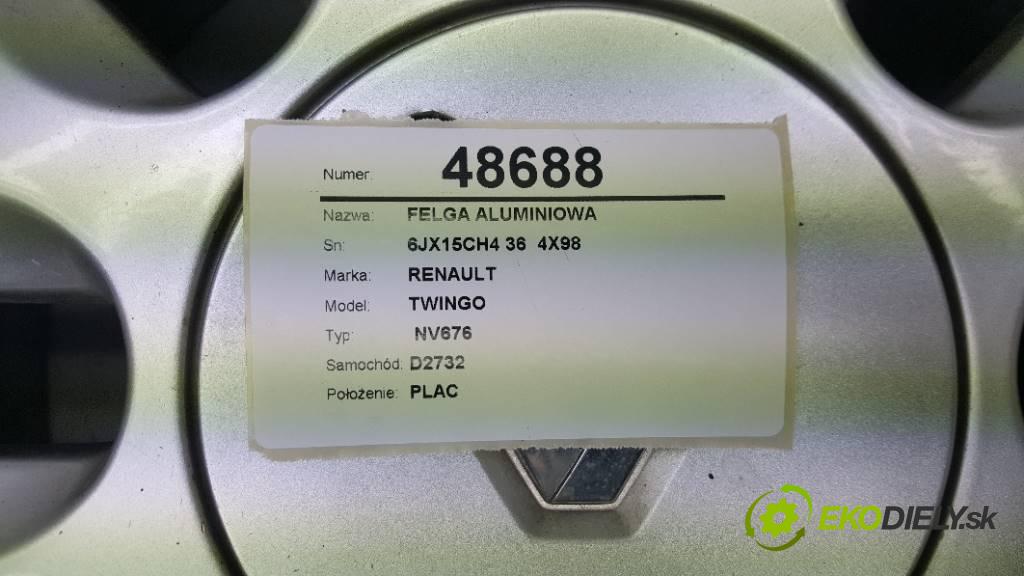 Numer: 48688
Nazwa: FELGA ALUMINIOWA
Sn: 6JX15CH4 36 4X98
Marka: RENAULT
Model: TWINGO
Typ: NV676
Samochód: D2732
Położenie: PLAC
EKODIELY.sk